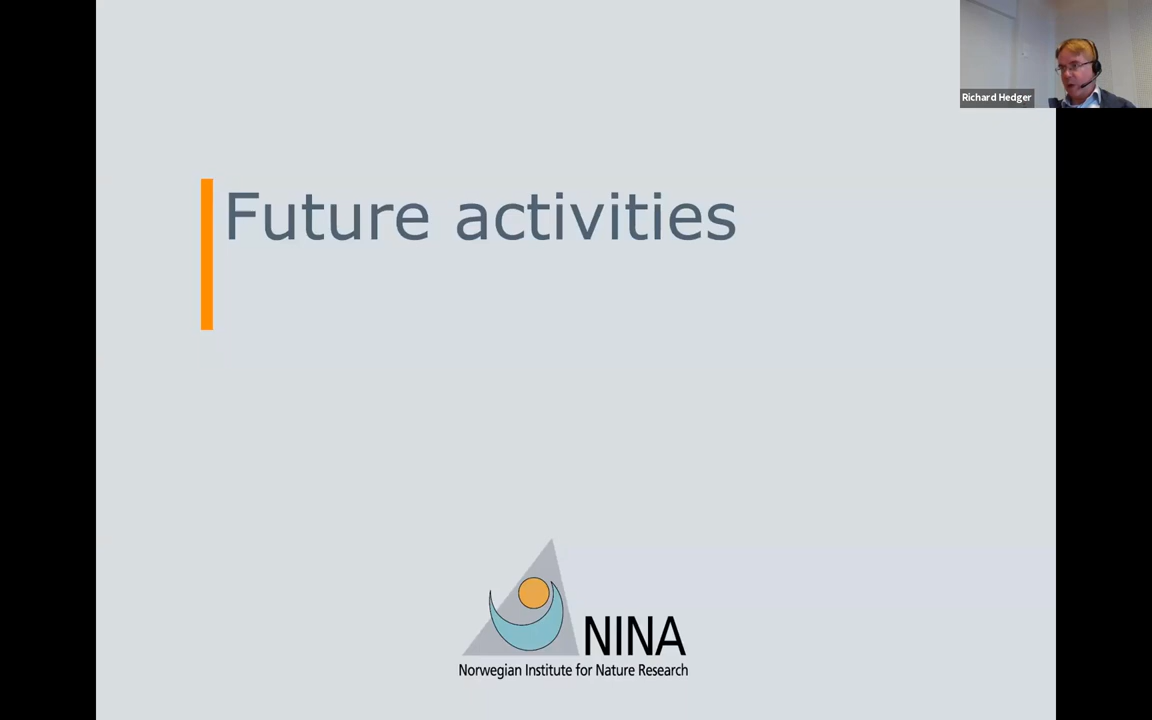 Richard Hedger
Future activities
NINA
Norwegian Institute for Nature Research